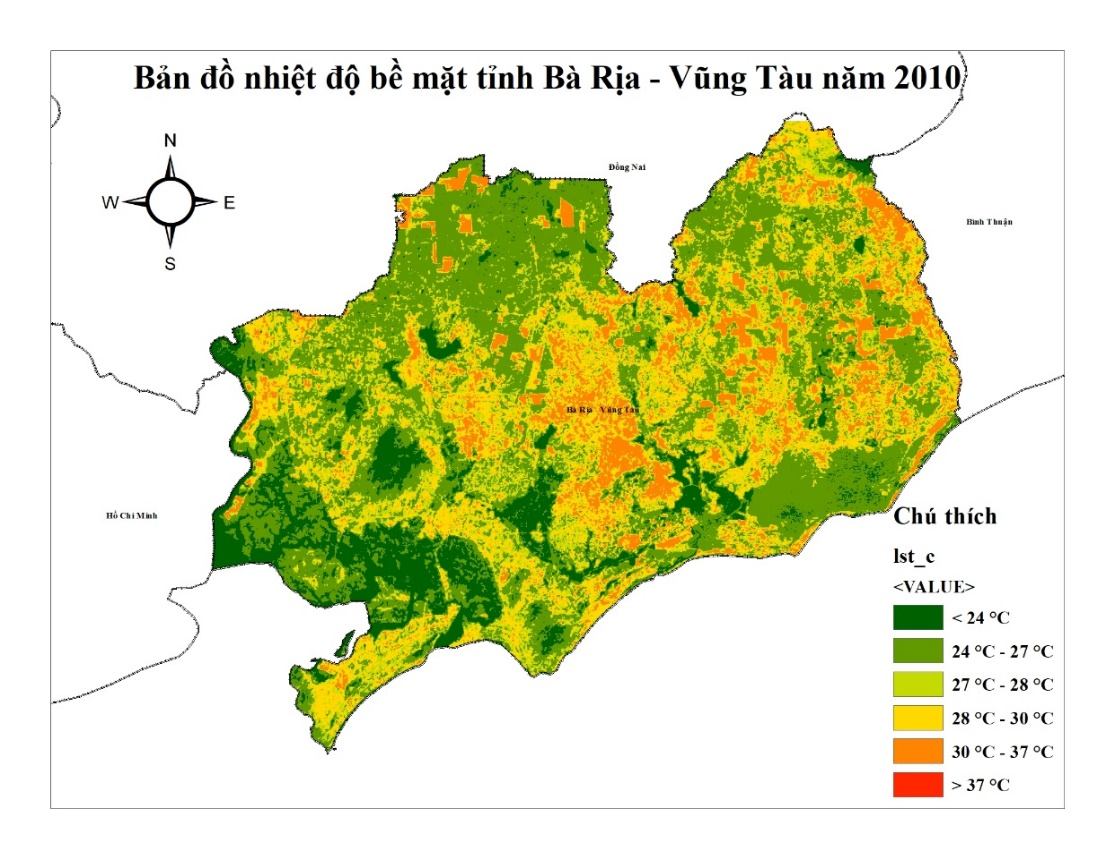 Bản đồ nhiệt độ bề mặt tỉnh Bà Rịa - Vũng Tàu năm 2010
N
W
E
S
Đồng Nai
Bình Thuận
Bà Rịa Vũng Tàu
Hồ Chí Minh
Chú thích
lst_c
<VALUE>
< 24 °C
24 °C - 27 °C
27 °C - 28 °C
28 °C - 30 °C
30 °C - 37 °C
> 37 °C